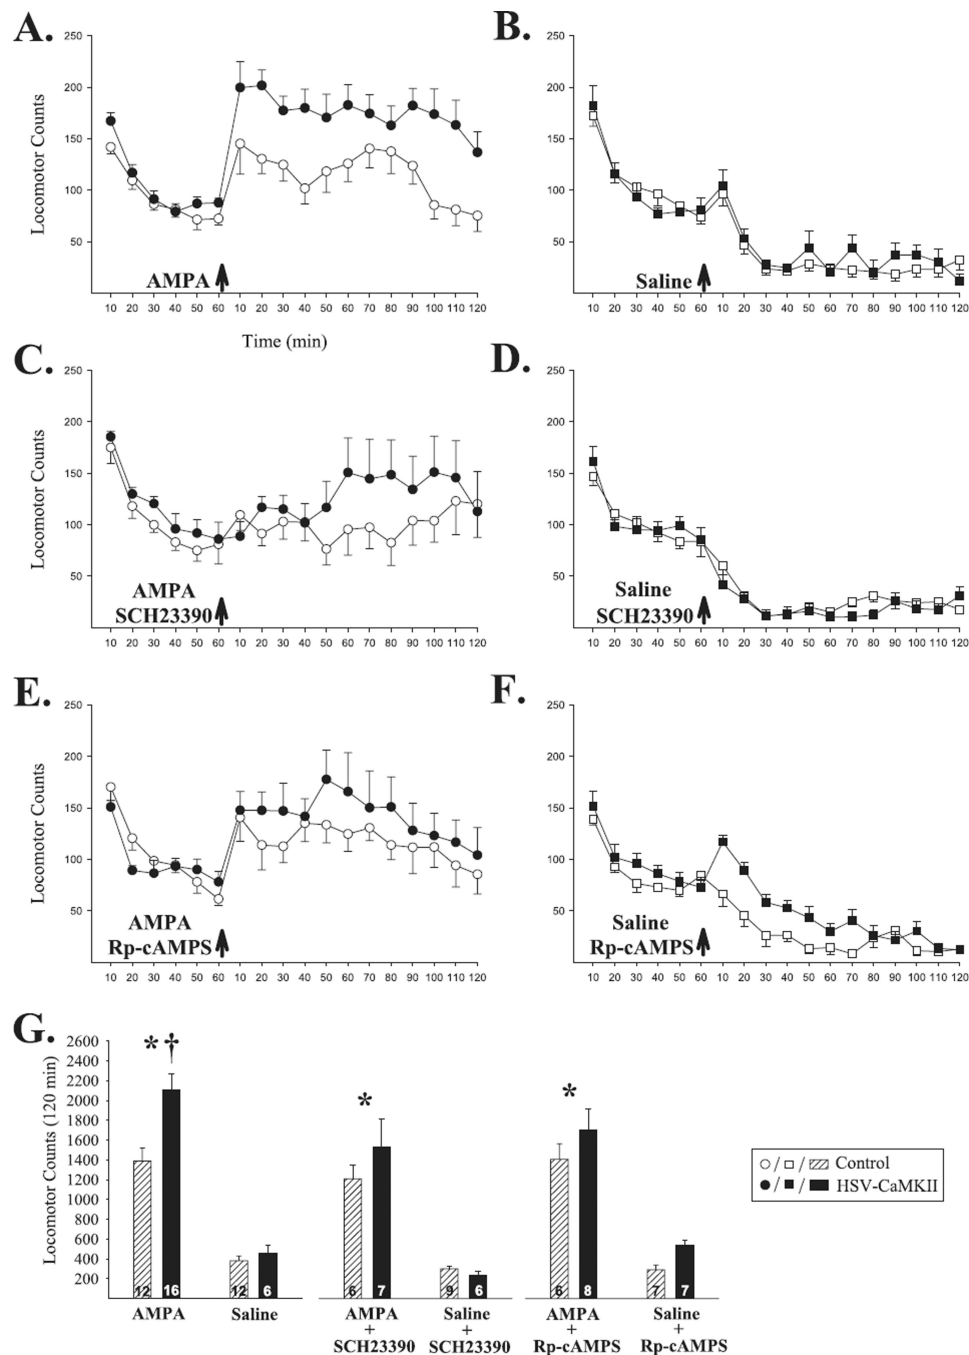 A.
B.
250
200
150
100
50
Locomotor Counts
AMPA
10 20 30 40 50 60 10 20 30 40 50 60 70 80 90 100 110 120
Time (min)
250
200
150
100
50
Saline
10 20 30 40 50 60 10 20 30 40 50 60 70 80 90 100 110 120
C.
D.
250
200
150
100
50
Locomotor Counts
AMPA
SCH23390
10 20 30 40 50 60 10 20 30 40 50 60 70 80 90 100 110 120
250
200
150
100
50
Saline
SCH23390
10 20 30 40 50 60 10 20 30 40 50 60 70 80 90 100 110 120
E.
F.
250
200
150
100
50
Locomotor Counts
AMPA
Rp-cAMPS
10 20 30 40 50 60 10 20 30 40 50 60 70 80 90 100 110 120
250
200
150
100
50
Saline
Rp-cAMPS
10 20 30 40 50 60 10 20 30 40 50 60 70 80 90 100 110 120
G.
Locomotor Counts (120 min)
2600
2400
2200
2000
1800
1600
1400
1200
1000
800
600
400
200
* †
*
*
12 16 12 6 6 7 9 6 6 8 7 7
AMPA
Saline
AMPA
+
SCH23390
Saline
+
SCH23390
AMPA
+
Rp-cAMPS
Saline
+
Rp-cAMPS
/ / Control
/ / HSV-CaMKII